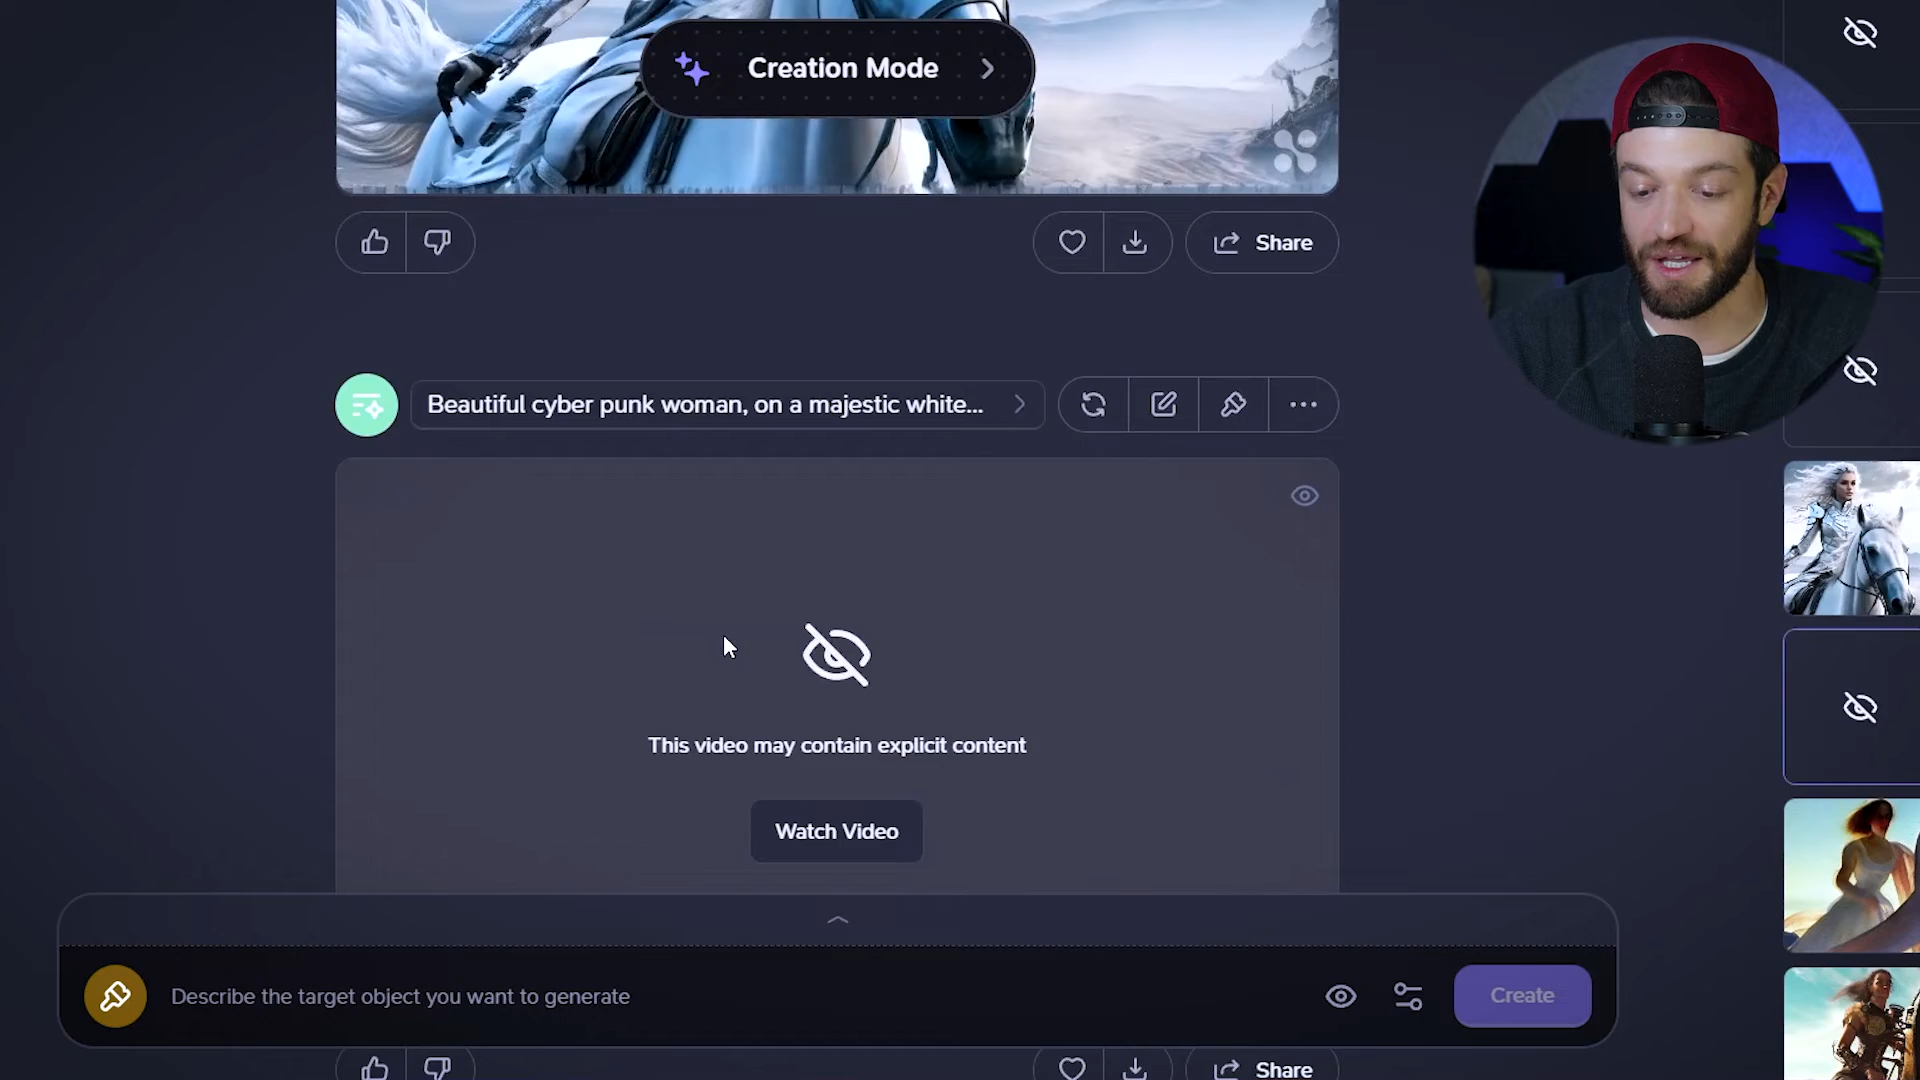 Creation Mode
Share
Beautiful cyber punk woman, on a majestic white...
This video may contain explicit content
Watch Video
Describe the target object you want to generate
Create
Share